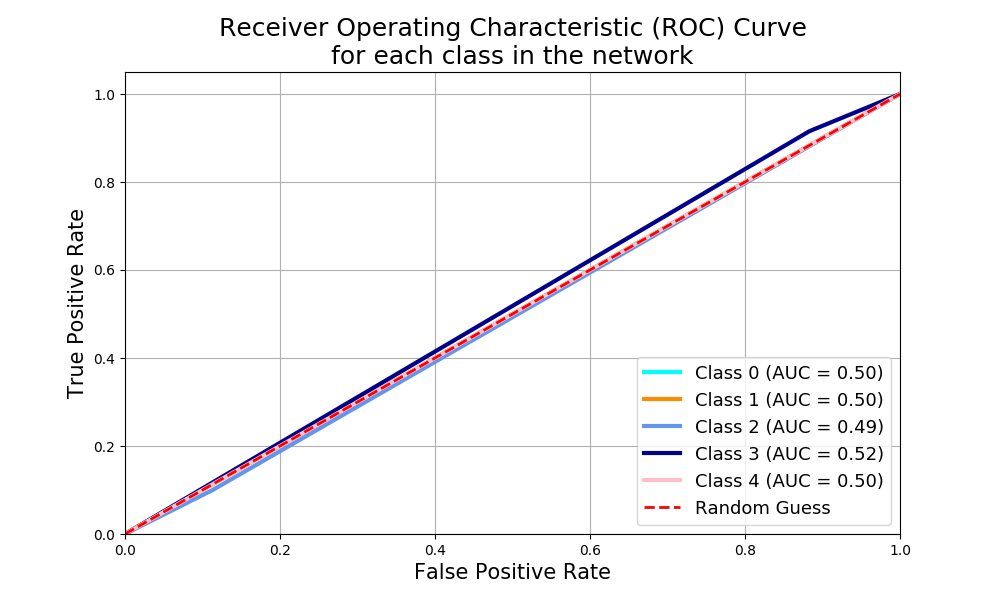 Receiver Operating Characteristic (ROC) Curve
for each class in the network
True Positive Rate
1.0
0.8
0.6
0.4
0.2
0.0
Class 0 (AUC = 0.50)
Class 1 (AUC = 0.50)
Class 2 (AUC = 0.49)
Class 3 (AUC = 0.52)
Class 4 (AUC = 0.50)
Random Guess
0.0 0.2 0.4 0.6 0.8 1.0
False Positive Rate